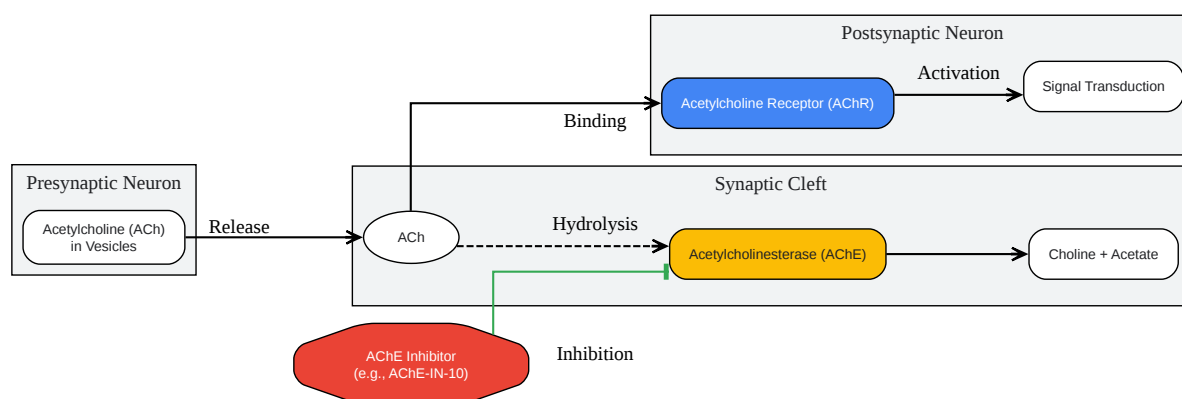 Postsynaptic Neuron
Acetylcholine Receptor (AChR)
Activation
Signal Transduction
Binding
Presynaptic Neuron
Acetylcholine (ACh)
in Vesicles
Release
Synaptic Cleft
ACh
Hydrolysis
Acetylcholinesterase (AChE)
Choline + Acetate
AChE Inhibitor
(e.g., AChE-IN-10)
Inhibition